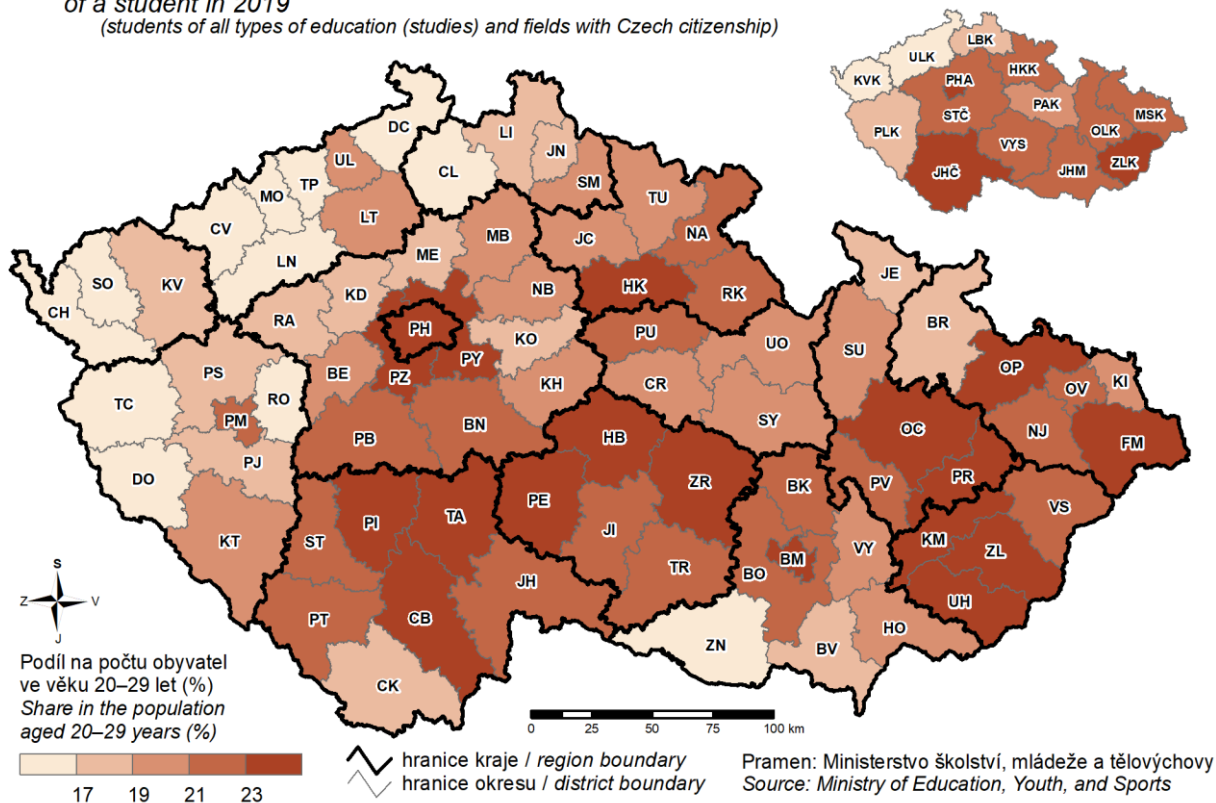 of a student in 2019
(students of all types of education (studies) and fields with Czech citizenship)
LBK
ULK
KVK
PHA
HKK
PAK
STČ
MSK
PLK
OLK
VYS
JHČ
JHM
ZLK
DC
LI
JN
UL
CL
SM
TP
MO
TU
LT
CV
MB
JC
NA
ME
LN
SO
KV
JE
KD
NB
HK
RK
CH
RA
PH
BR
PU
KO
UO
SU
PY
OP
PS
BE
PZ
KH
CR
OV
KI
TC
RO
PM
SY
BN
OC
NJ
FM
PB
HB
PJ
DO
ZR
PR
BK
PV
VS
PE
PI
TA
JI
KT
ST
KM
ZL
VY
BM
TR
BO
JH
UH
PT
CB
HO
ZN
BV
CK
S
Z
V
J
Podíl na počtu obyvatel
ve věku 20–29 let (%)
Share in the population
aged 20–29 years (%)
17 19 21 23
0 25 50 75 100 km
hranice kraje / region boundary
hranice okresu / district boundary
Pramen: Ministerstvo školství, mládeže a tělovýchovy
Source: Ministry of Education, Youth, and Sports